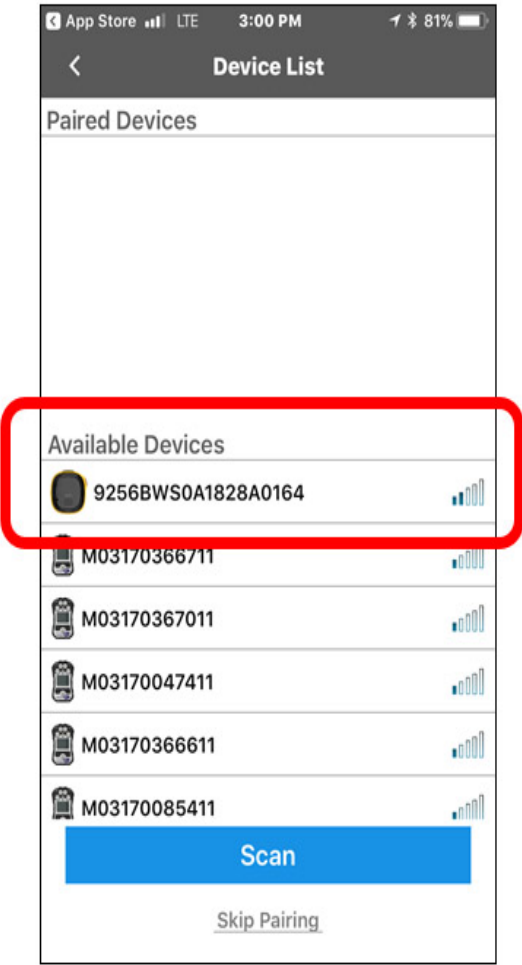 App Store LTE 3:00 PM 81%
Device List
Paired Devices
Available Devices
9256BWS0A1828A0164
M03170366711
M03170367011
M03170047411
M03170366611
M03170085411
Scan
Skip Pairing